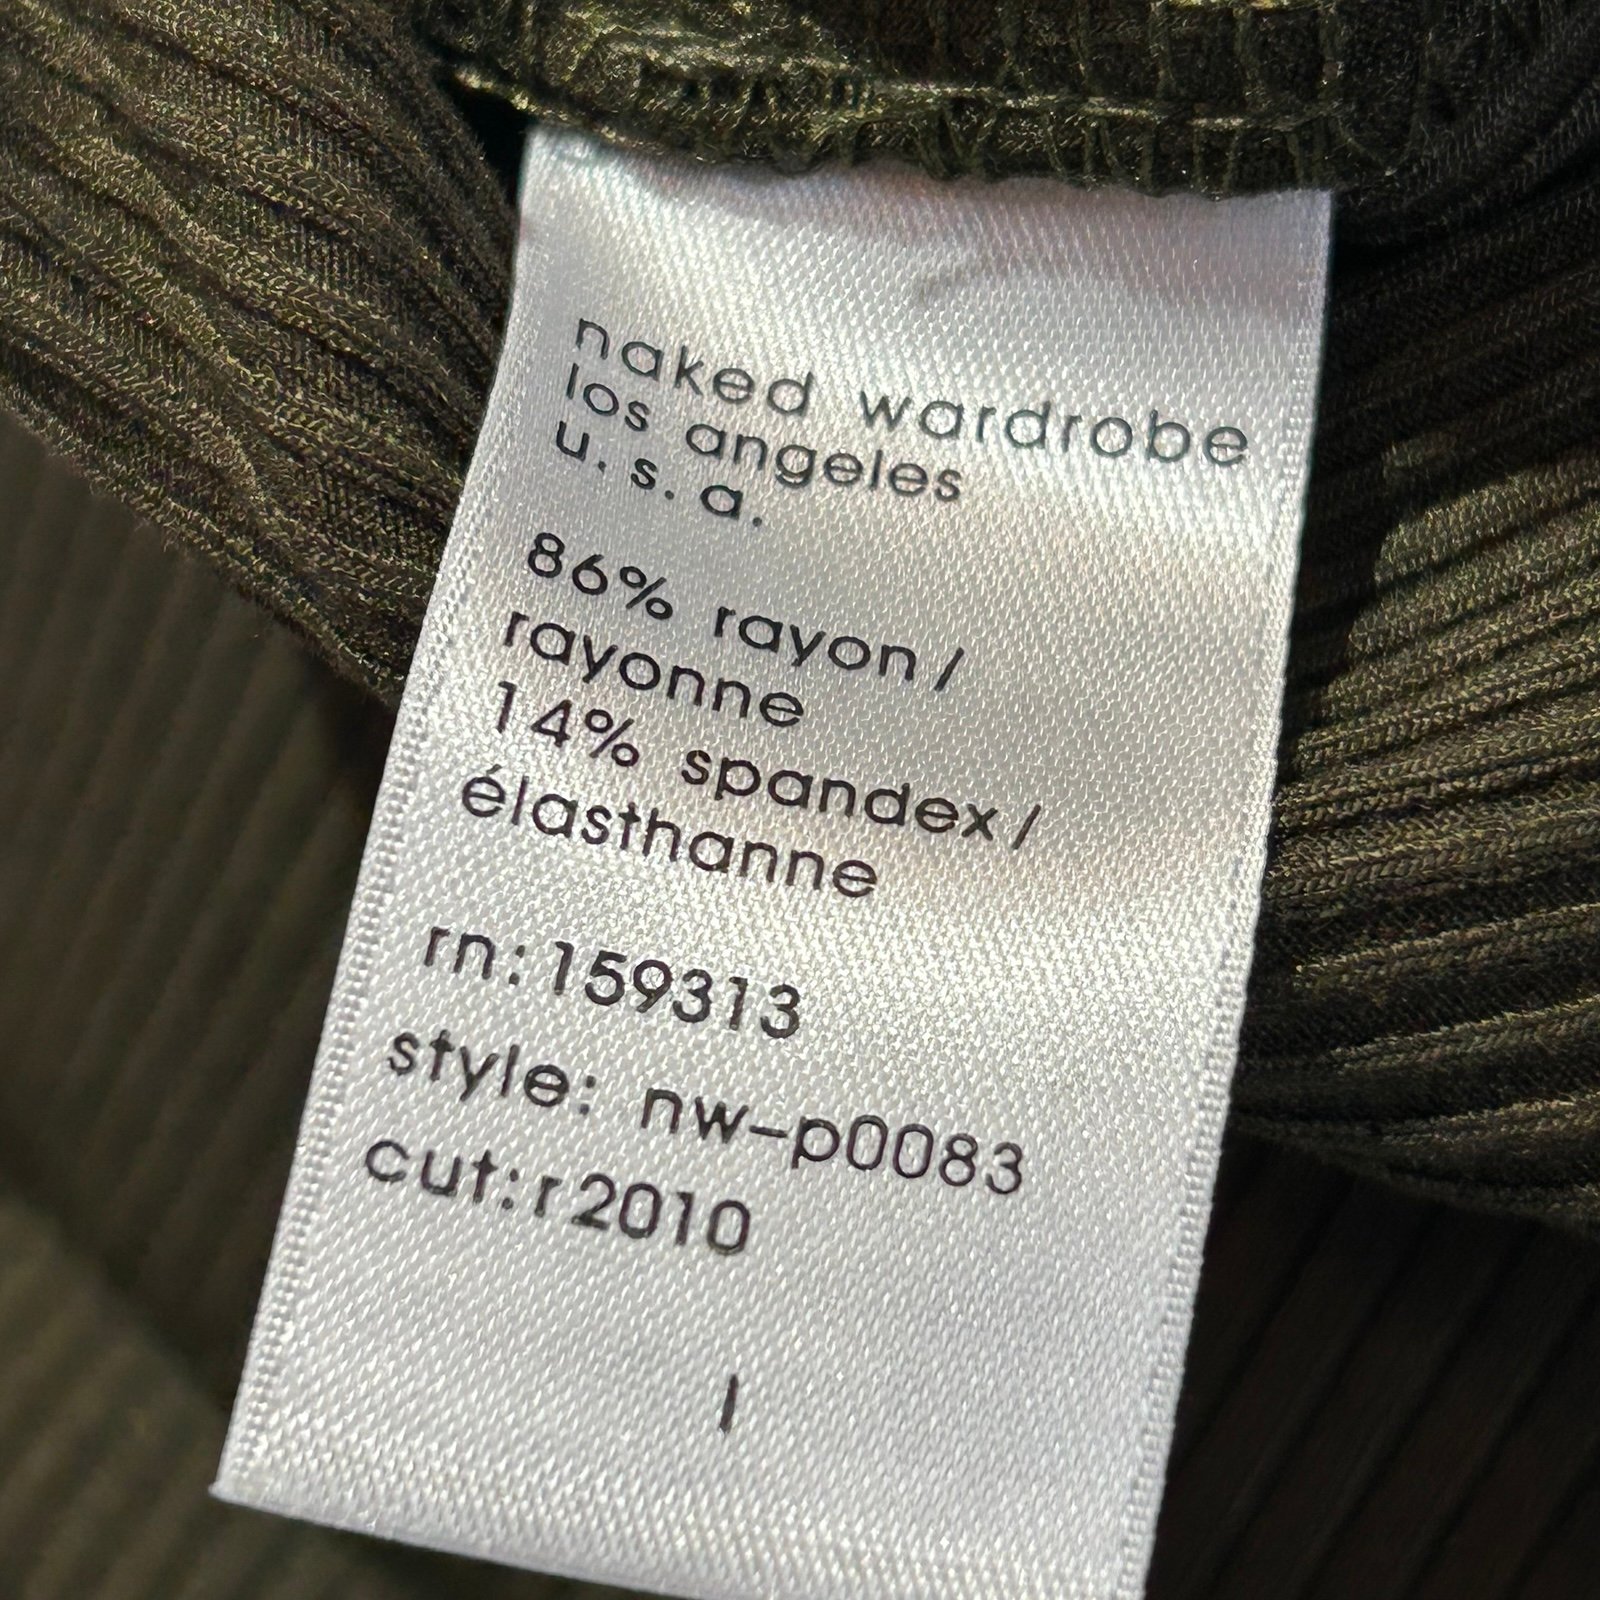 naked wardrobe
los angeles
u.s.a.
86% rayon/
rayonne
14% spandex/
élasthanne
rn:159313
style: nw-p0083
cut:r2010
l